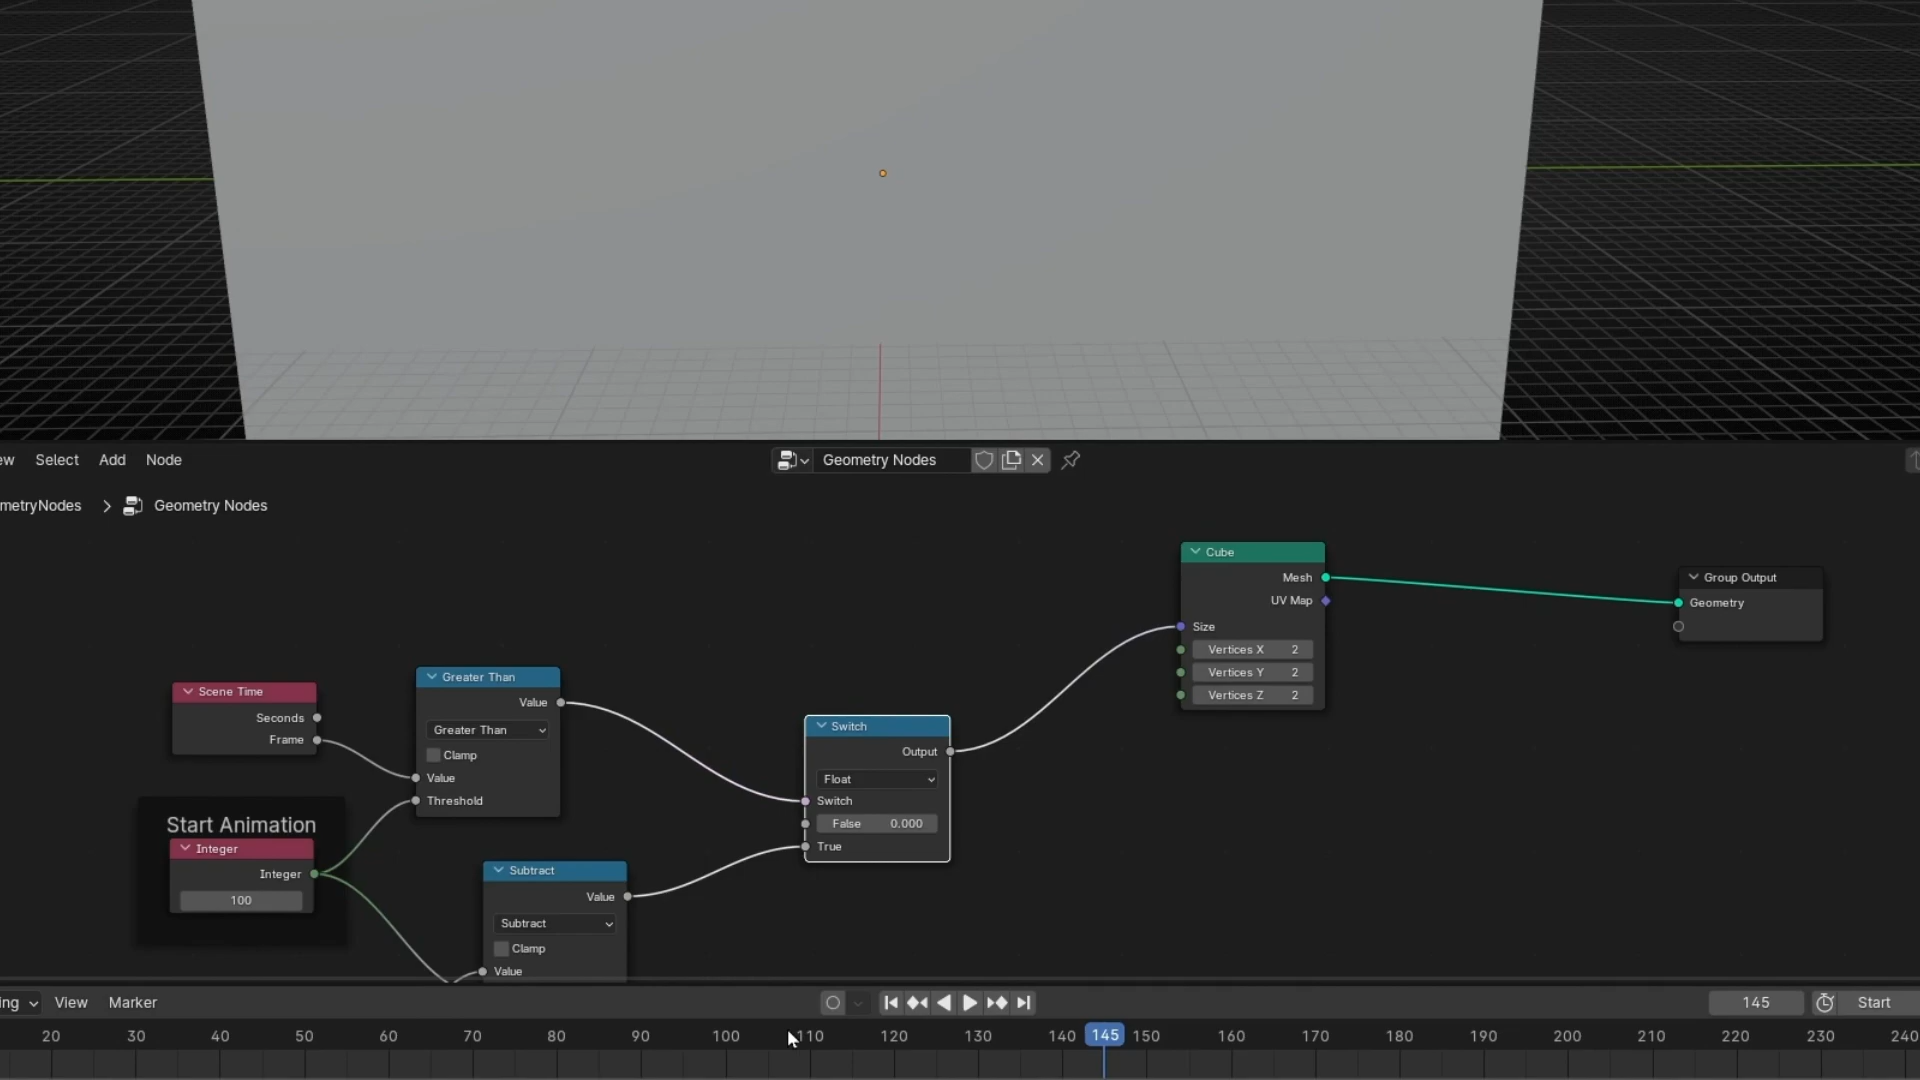 ew Select Add Node Geometry Nodes
metryNodes > Geometry Nodes
Cube
Mesh
UV Map
Size
Vertices X 2
Vertices Y 2
Vertices Z 2
Group Output
Geometry
Scene Time
Seconds
Frame
Greater Than
Value
Greater Than
Clamp
Value
Threshold
Switch
Output
Float
Switch
False 0.000
True
Start Animation
Integer
Integer
100
Subtract
Value
Subtract
Clamp
Value
ing View Marker 145 Start
20 30 40 50 60 70 80 90 100 110 120 130 140 145 150 160 170 180 190 200 210 220 230 240